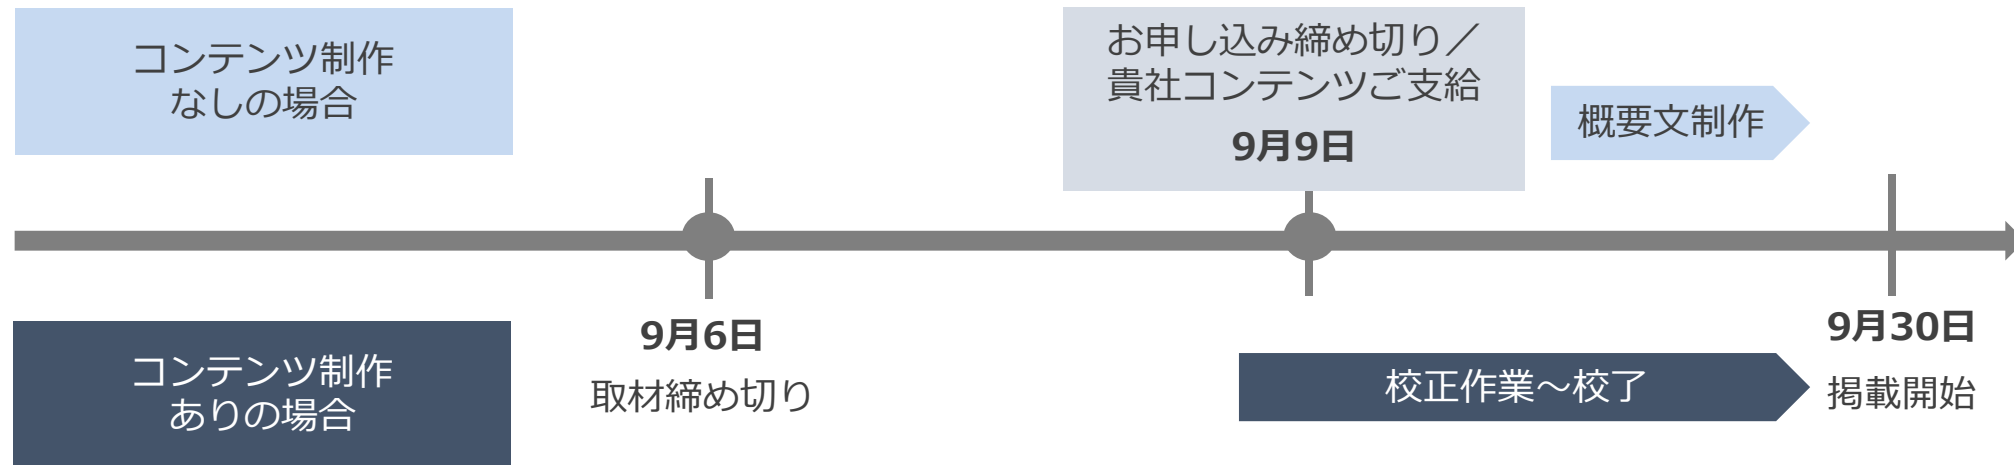 コンテンツ制作
なしの場合
お申し込み締め切り／
貴社コンテンツご支給
9月9日
概要文制作
コンテンツ制作
ありの場合
9月6日
取材締め切り
校正作業～校了
9月30日
掲載開始